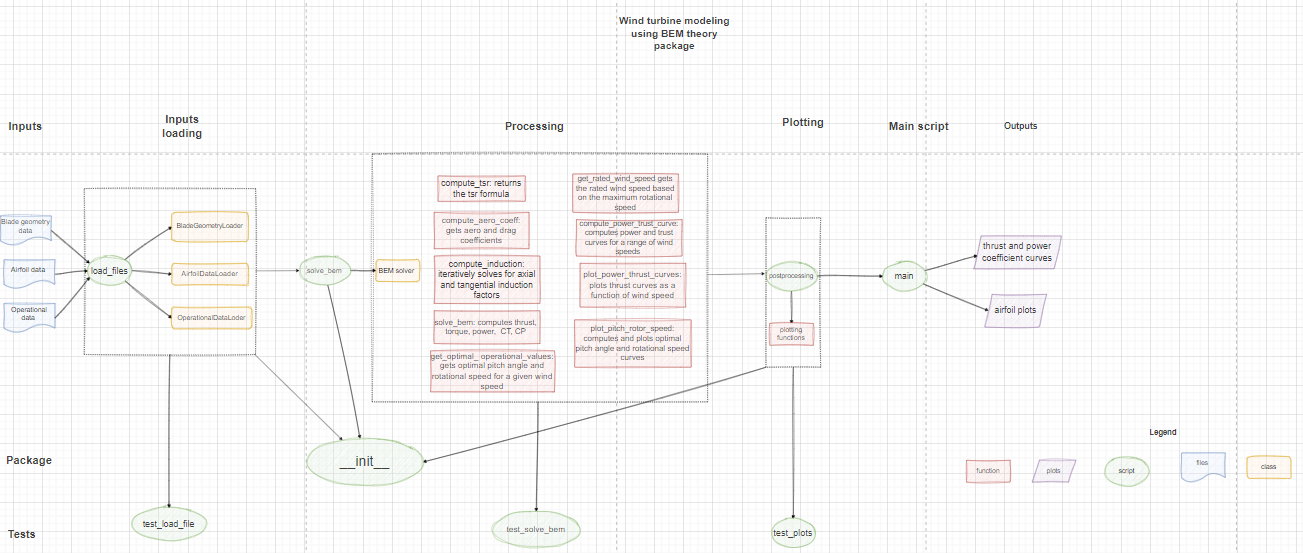 Wind turbine modeling
using BEM theory
package
Inputs
Inputs
loading
Processing
Plotting
Main script
Outputs
Blade geometry
data
Airfoil data
Operational
data
load_files
BladeGeometryLoader
AirfoilDataLoader
OperationalDataLoder
solve_bem
BEM solver
compute_tsr: returns
the tsr formula
compute_aero_coeff:
gets aero and drag
coefficients
compute_induction:
iteratively solves for axial
and tangential induction
factors
solve_bem: computes thrust,
torque, power, CT, CP
get_optimal_ operational_values:
gets optimal pitch angle and
rotational speed for a given wind
speed
get_rated_wind_speed gets
the rated wind speed based
on the maximum rotational
speed
compute_power_trust_curve:
computes power and trust
curves for a range of wind
speeds
plot_power_thrust_curves:
plots thrust curves as a
function of wind speed
plot_pitch_rotor_speed:
computes and plots optimal
pitch angle and rotational speed
curves
postprocessing
plotting
functions
main
thrust and power
coefficient curves
airfoil plots
Legend
function
plots
script
files
class
Package
__init__
Tests
test_load_file
test_solve_bem
test_plots